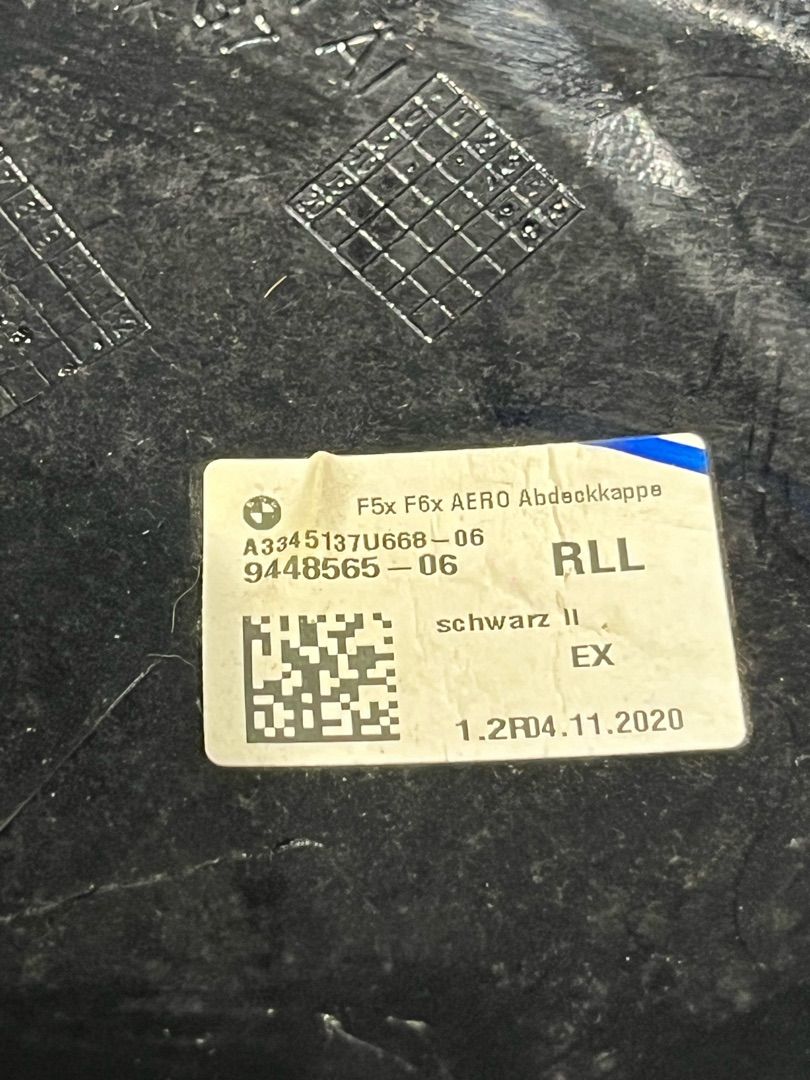 F5x F6x AERO Abdeckkappe
A3345137U668-06
9448565-06
RLL
schwarz II
EX
1.2R04.11.2020